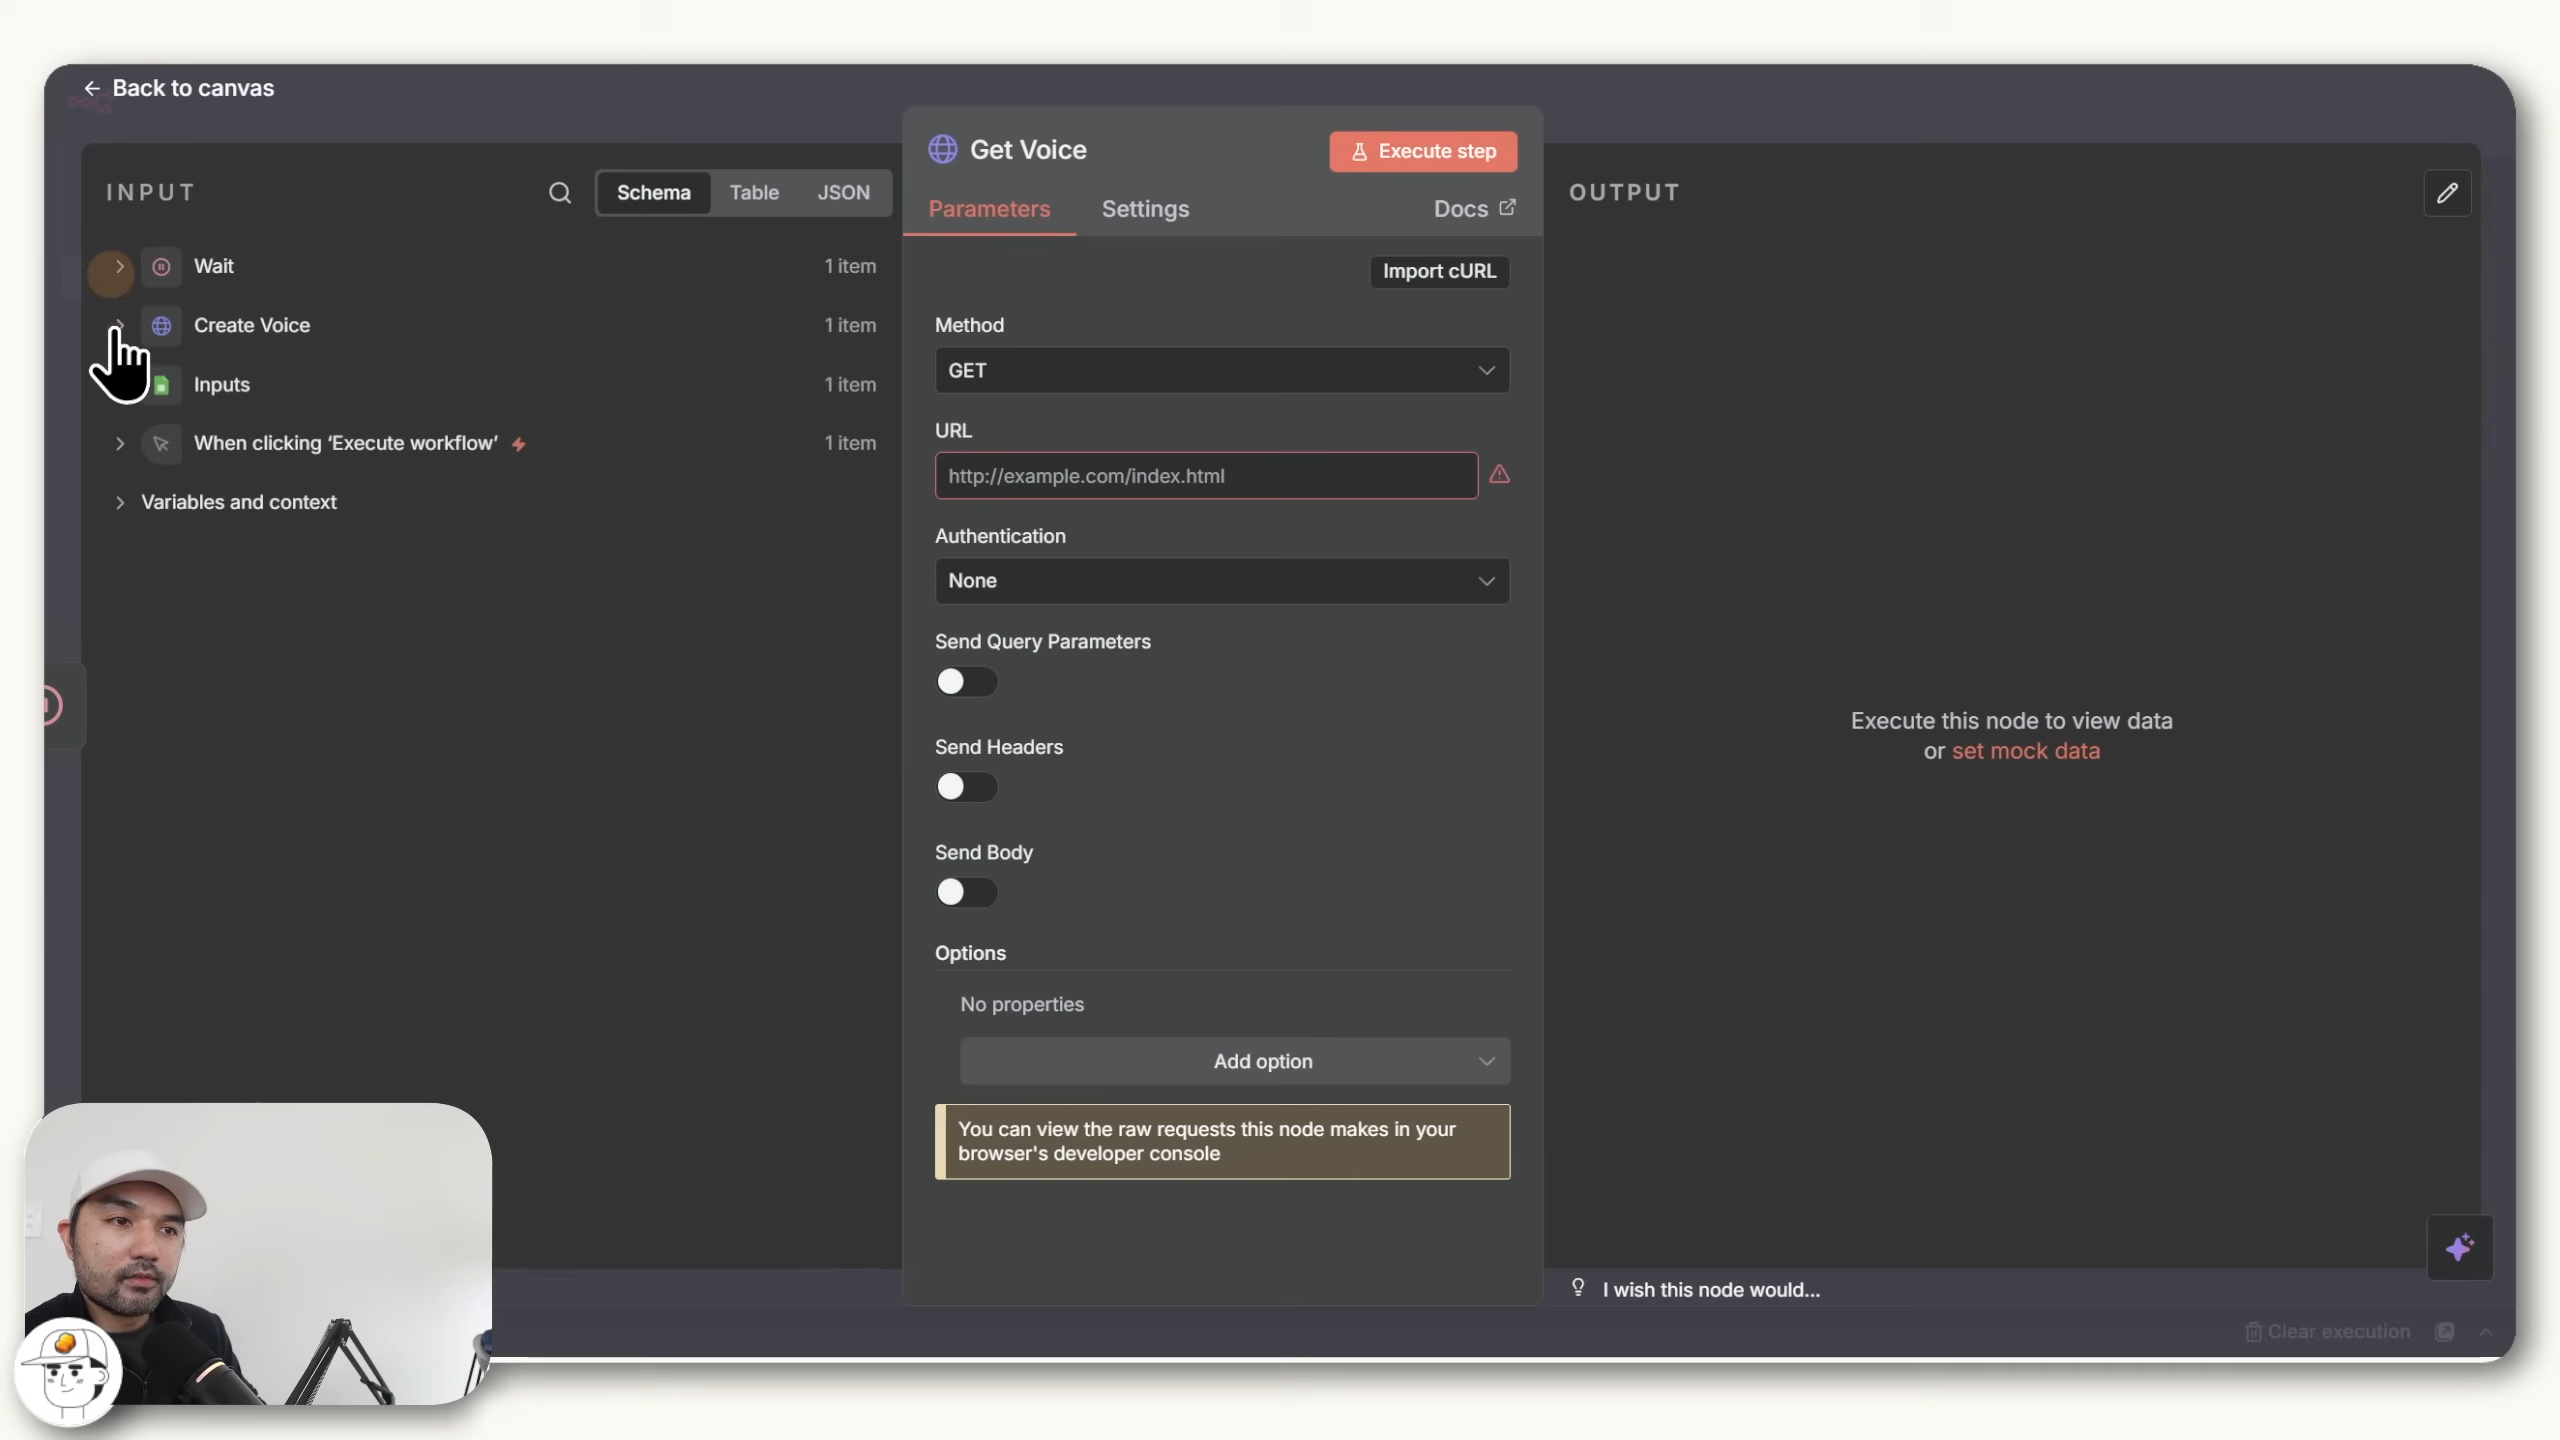 Back to canvas
INPUT
Schema
Table
JSON
Wait
1 item
Create Voice
1 item
Inputs
1 item
When clicking ‘Execute workflow’
1 item
Variables and context
Get Voice
Execute step
Parameters
Settings
Docs
Import cURL
Method
GET
URL
http://example.com/index.html
Authentication
None
Send Query Parameters
Send Headers
Send Body
Options
No properties
Add option
You can view the raw requests this node makes in your
browser's developer console
OUTPUT
Execute this node to view data
or set mock data
I wish this node would...
Clear execution